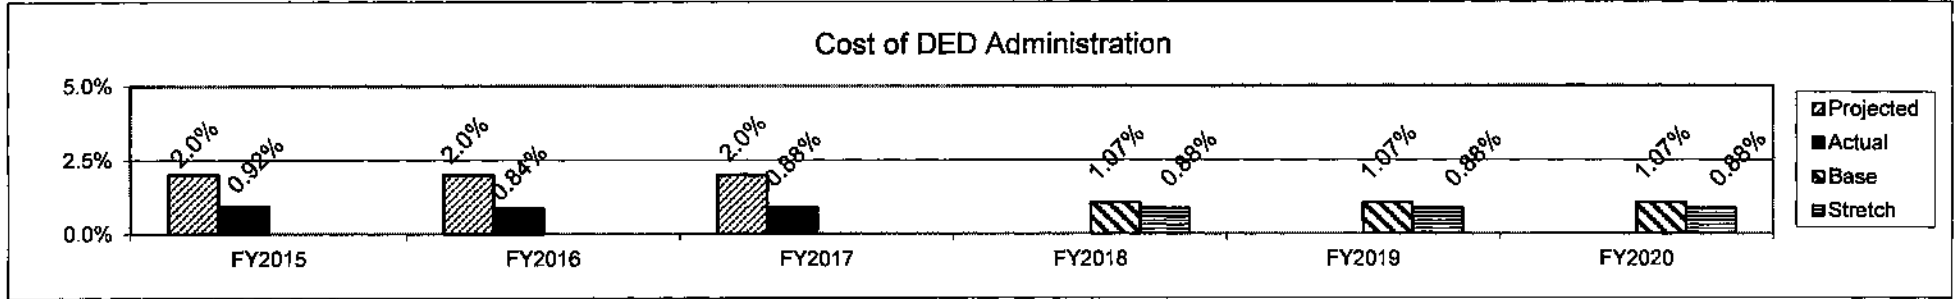 Cost of DED Administration
5.0%
2.5%
0.0%
2.0%
0.92%
2.0%
0.84%
2.0%
0.88%
1.07%
0.88%
1.07%
0.88%
1.07%
0.88%
FY2015
FY2016
FY2017
FY2018
FY2019
FY2020
Projected
Actual
Base
Stretch